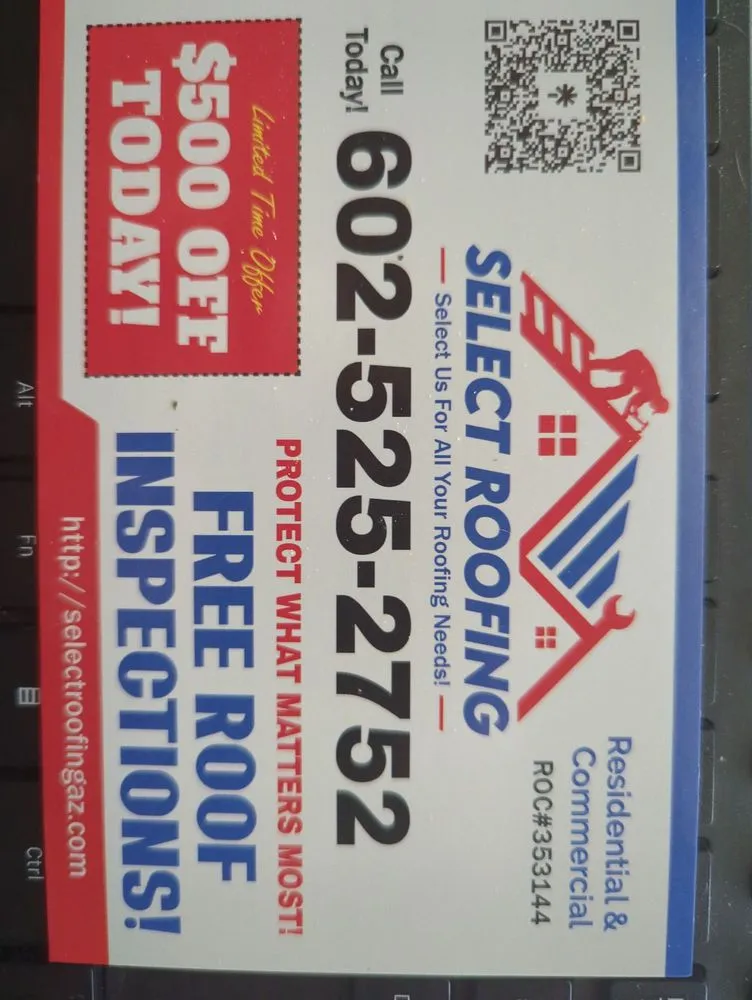 Residential &
Commercial
ROC#353144
SELECT ROOFING
Select Us For All Your Roofing Needs!
Call
Today!
602-525-2752
Limited Time Offer
$500 OFF
TODAY!
PROTECT WHAT MATTERS MOST!
FREE ROOF
INSPECTIONS!
http://selectroofingaz.com
Alt
Fn
Ctrl